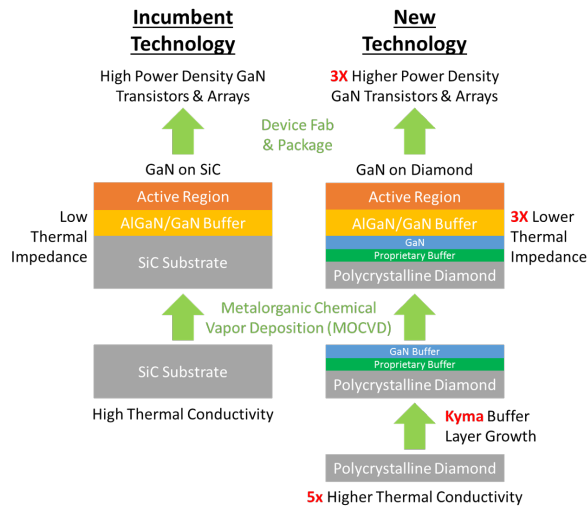 Incumbent
Technology
New
Technology
High Power Density GaN
Transistors & Arrays
3X Higher Power Density
GaN Transistors & Arrays
Device Fab
& Package
GaN on SiC
GaN on Diamond
Low
Thermal
Impedance
Active Region
AlGaN/GaN Buffer
SiC Substrate
Active Region
AlGaN/GaN Buffer
GaN
Proprietary Buffer
Polycrystalline Diamond
3X Lower
Thermal
Impedance
Metalorganic Chemical
Vapor Deposition (MOCVD)
SiC Substrate
High Thermal Conductivity
GaN Buffer
Proprietary Buffer
Polycrystalline Diamond
Kyma Buffer
Layer Growth
Polycrystalline Diamond
5x Higher Thermal Conductivity